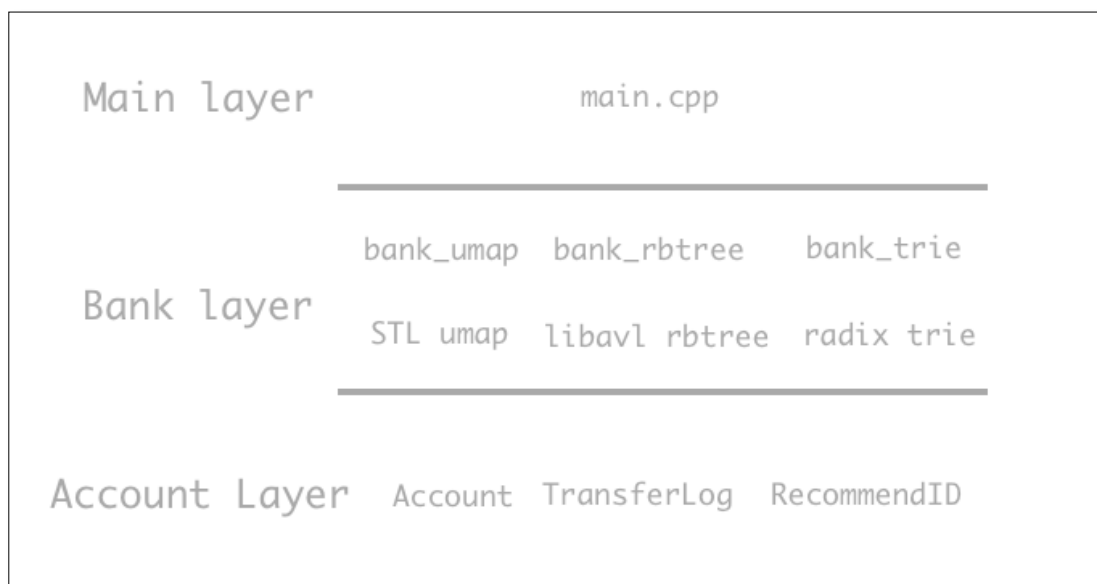 Main layer main.cpp
bank_umap bank_rbtree bank_trie
Bank layer
STL umap libavl rbtree radix trie
Account Layer Account TransferLog RecommendID